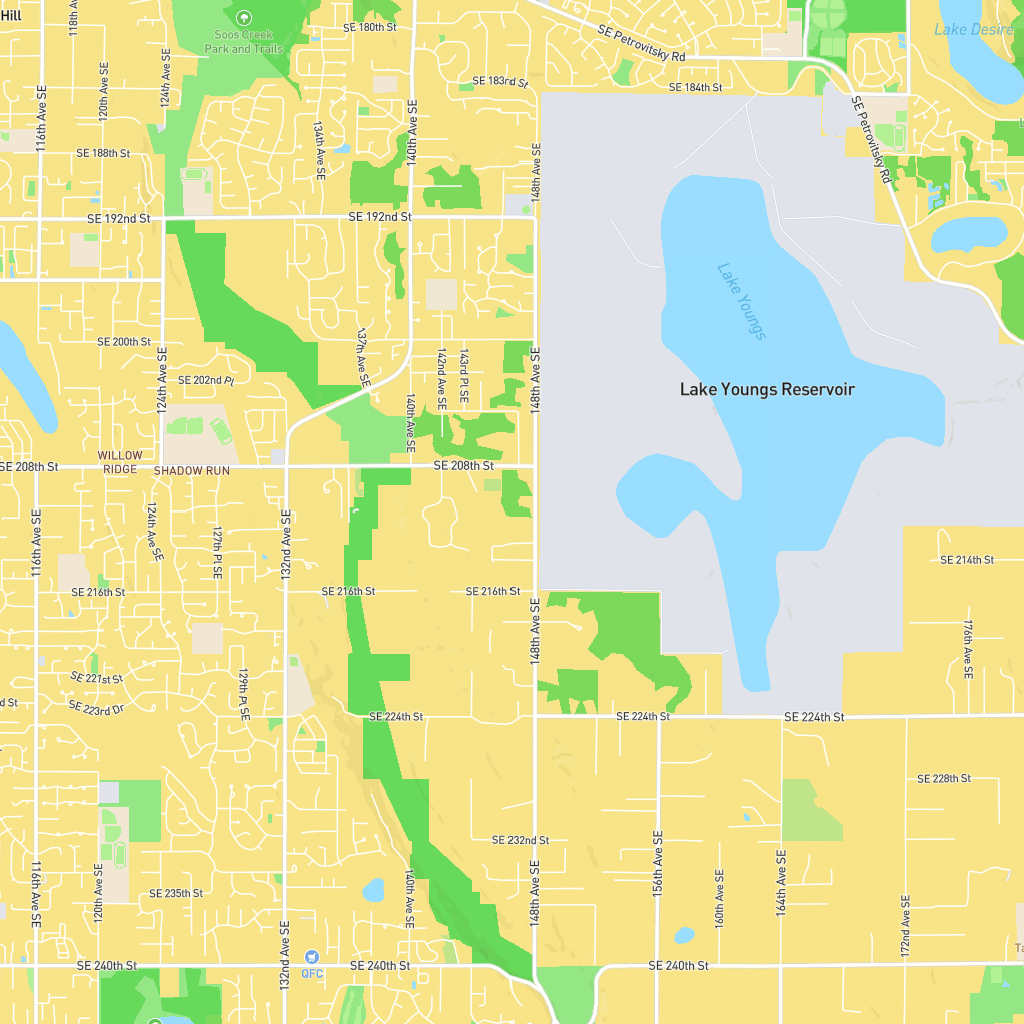 Hill
118th Av
SE 180th St
Soos Creek
Park and Trails
SE Petrovitsky Rd
Lake Desire
124th Ave SE
120th Ave SE
116th Ave SE
SE 183rd St
SE 184th St
SE Petrovitsky Rd
134th Ave SE
140th Ave SE
148th Ave SE
SE 188th St
SE 192nd St
SE 192nd St
Lake Youngs
SE 200th St
137th Ave SE
142nd Ave SE
143rd Pl SE
148th Ave SE
124th Ave SE
SE 202nd Pl
Lake Youngs Reservoir
140th Ave SE
WILLOW
RIDGE
SHADOW RUN
SE 208th St
SE 208th St
116th Ave SE
124th Ave SE
127th Pl SE
132nd Ave SE
SE 214th St
SE 216th St
SE 216th St
SE 216th St
148th Ave SE
176th Ave SE
SE 221st St
129th Pl SE
d St
SE 223rd Dr
SE 224th St
SE 224th St
SE 224th St
SE 228th St
SE 232nd St
156th Ave SE
164th Ave SE
116th Ave SE
120th Ave SE
SE 235th St
140th Ave SE
148th Ave SE
160th Ave SE
172nd Ave SE
132nd Ave SE
QFC
Ta
SE 240th St
SE 240th St
SE 240th St